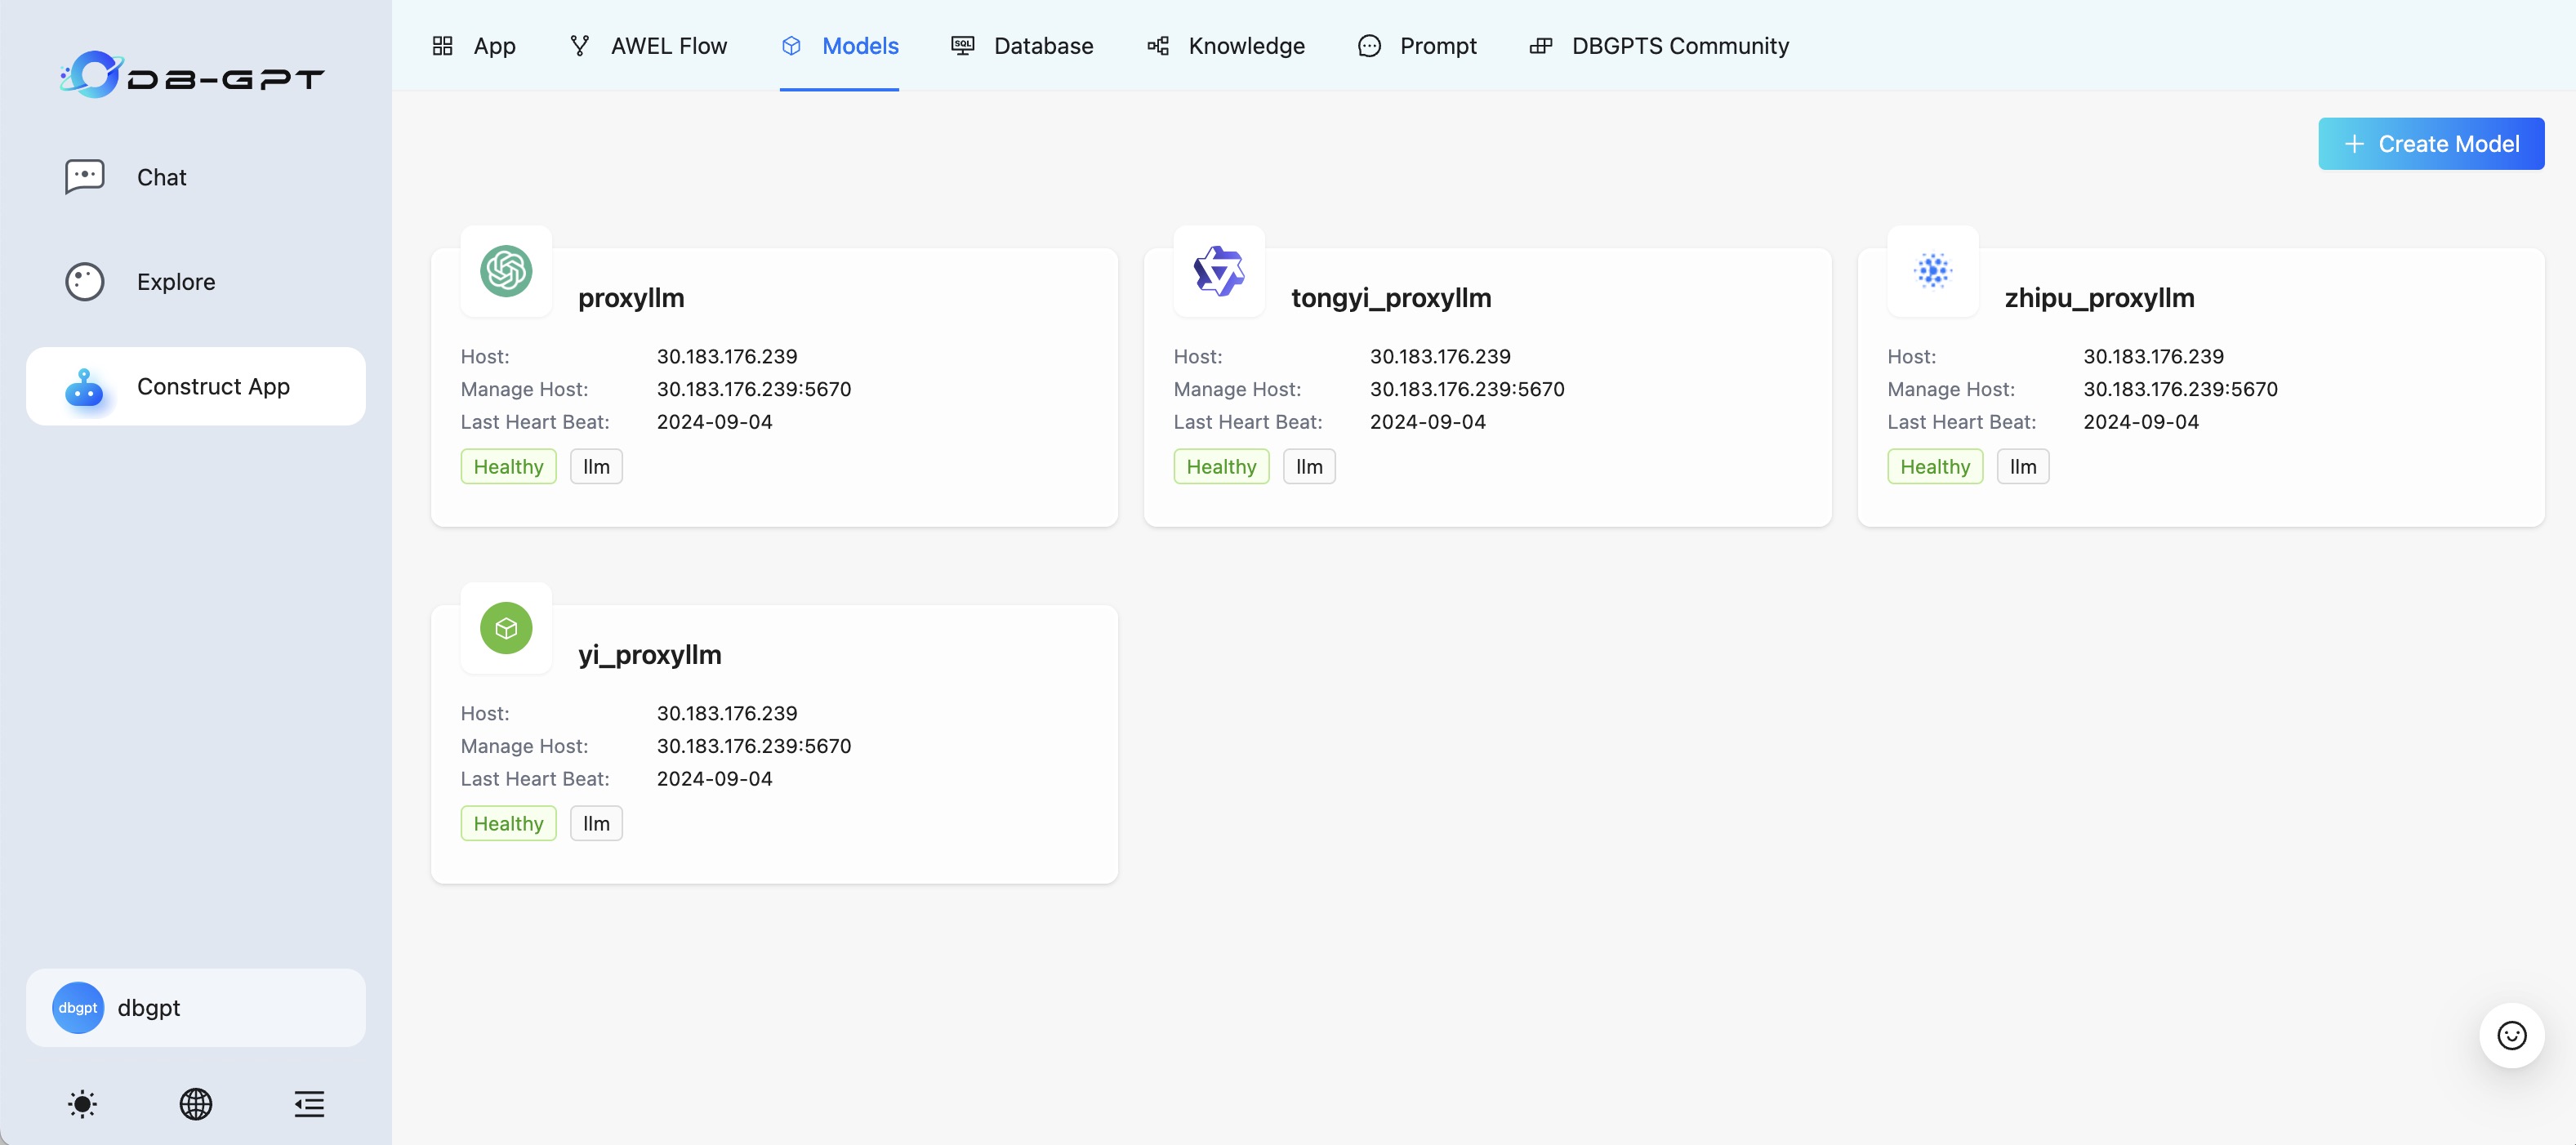 DB-GPT
Chat
Explore
Construct App
dbgpt
dbgpt
App
AWEL Flow
Models
SQL
Database
Knowledge
Prompt
DBGPTS Community
+ Create Model
proxyllm
Host: 30.183.176.239
Manage Host: 30.183.176.239:5670
Last Heart Beat: 2024-09-04
Healthy llm
tongyi_proxyllm
Host: 30.183.176.239
Manage Host: 30.183.176.239:5670
Last Heart Beat: 2024-09-04
Healthy llm
zhipu_proxyllm
Host: 30.183.176.239
Manage Host: 30.183.176.239:5670
Last Heart Beat: 2024-09-04
Healthy llm
yi_proxyllm
Host: 30.183.176.239
Manage Host: 30.183.176.239:5670
Last Heart Beat: 2024-09-04
Healthy llm